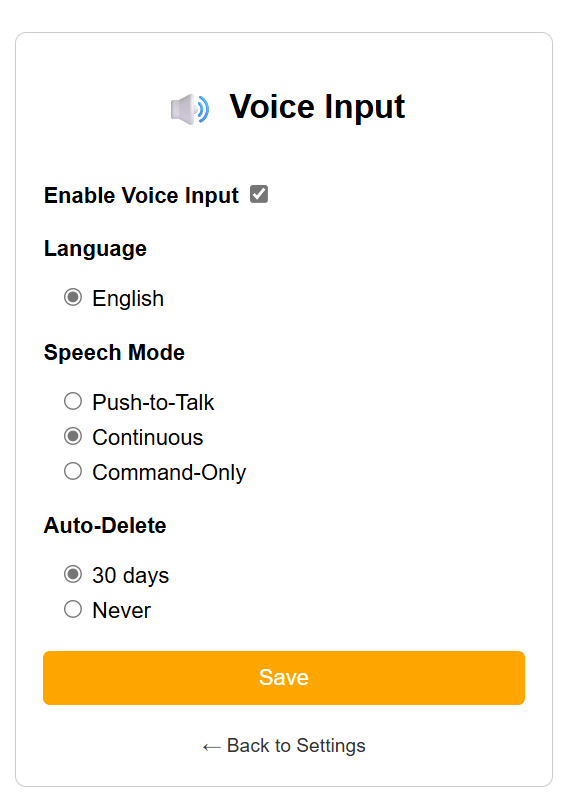 Voice Input
Enable Voice Input
Language
English
Speech Mode
Push-to-Talk
Continuous
Command-Only
Auto-Delete
30 days
Never
Save
← Back to Settings